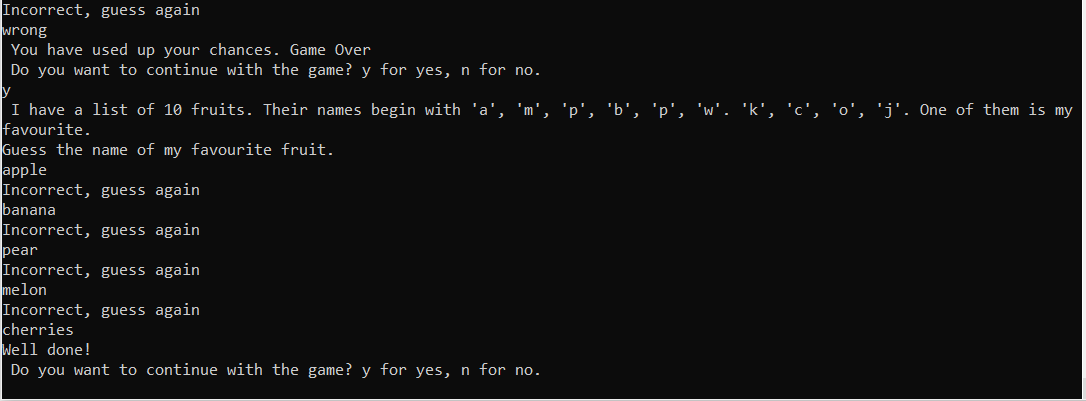 Incorrect, guess again
wrong
You have used up your chances. Game Over
Do you want to continue with the game? y for yes, n for no.
y
I have a list of 10 fruits. Their names begin with 'a', 'm', 'p', 'b', 'p', 'w'. 'k', 'c', 'o', 'j'. One of them is my
favourite.
Guess the name of my favourite fruit.
apple
Incorrect, guess again
banana
Incorrect, guess again
pear
Incorrect, guess again
melon
Incorrect, guess again
cherries
Well done!
Do you want to continue with the game? y for yes, n for no.